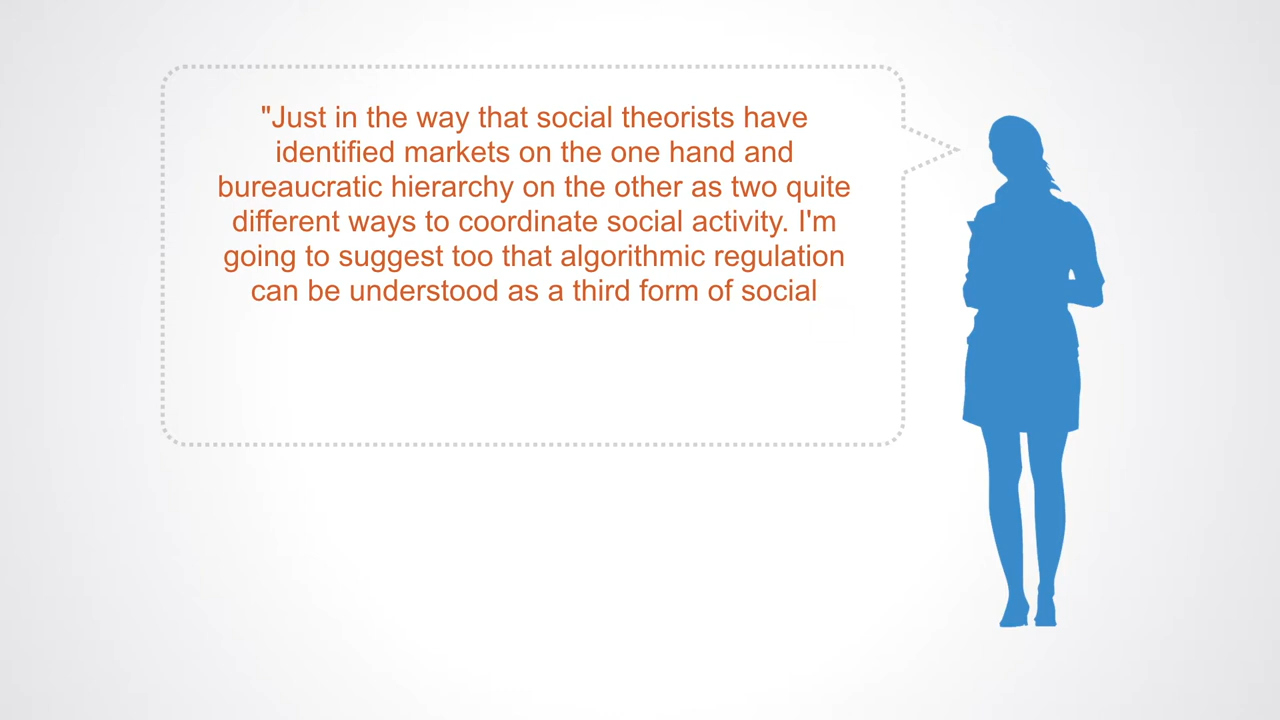 "Just in the way that social theorists have
identified markets on the one hand and
bureaucratic hierarchy on the other as two quite
different ways to coordinate social activity. I'm
going to suggest too that algorithmic regulation
can be understood as a third form of social